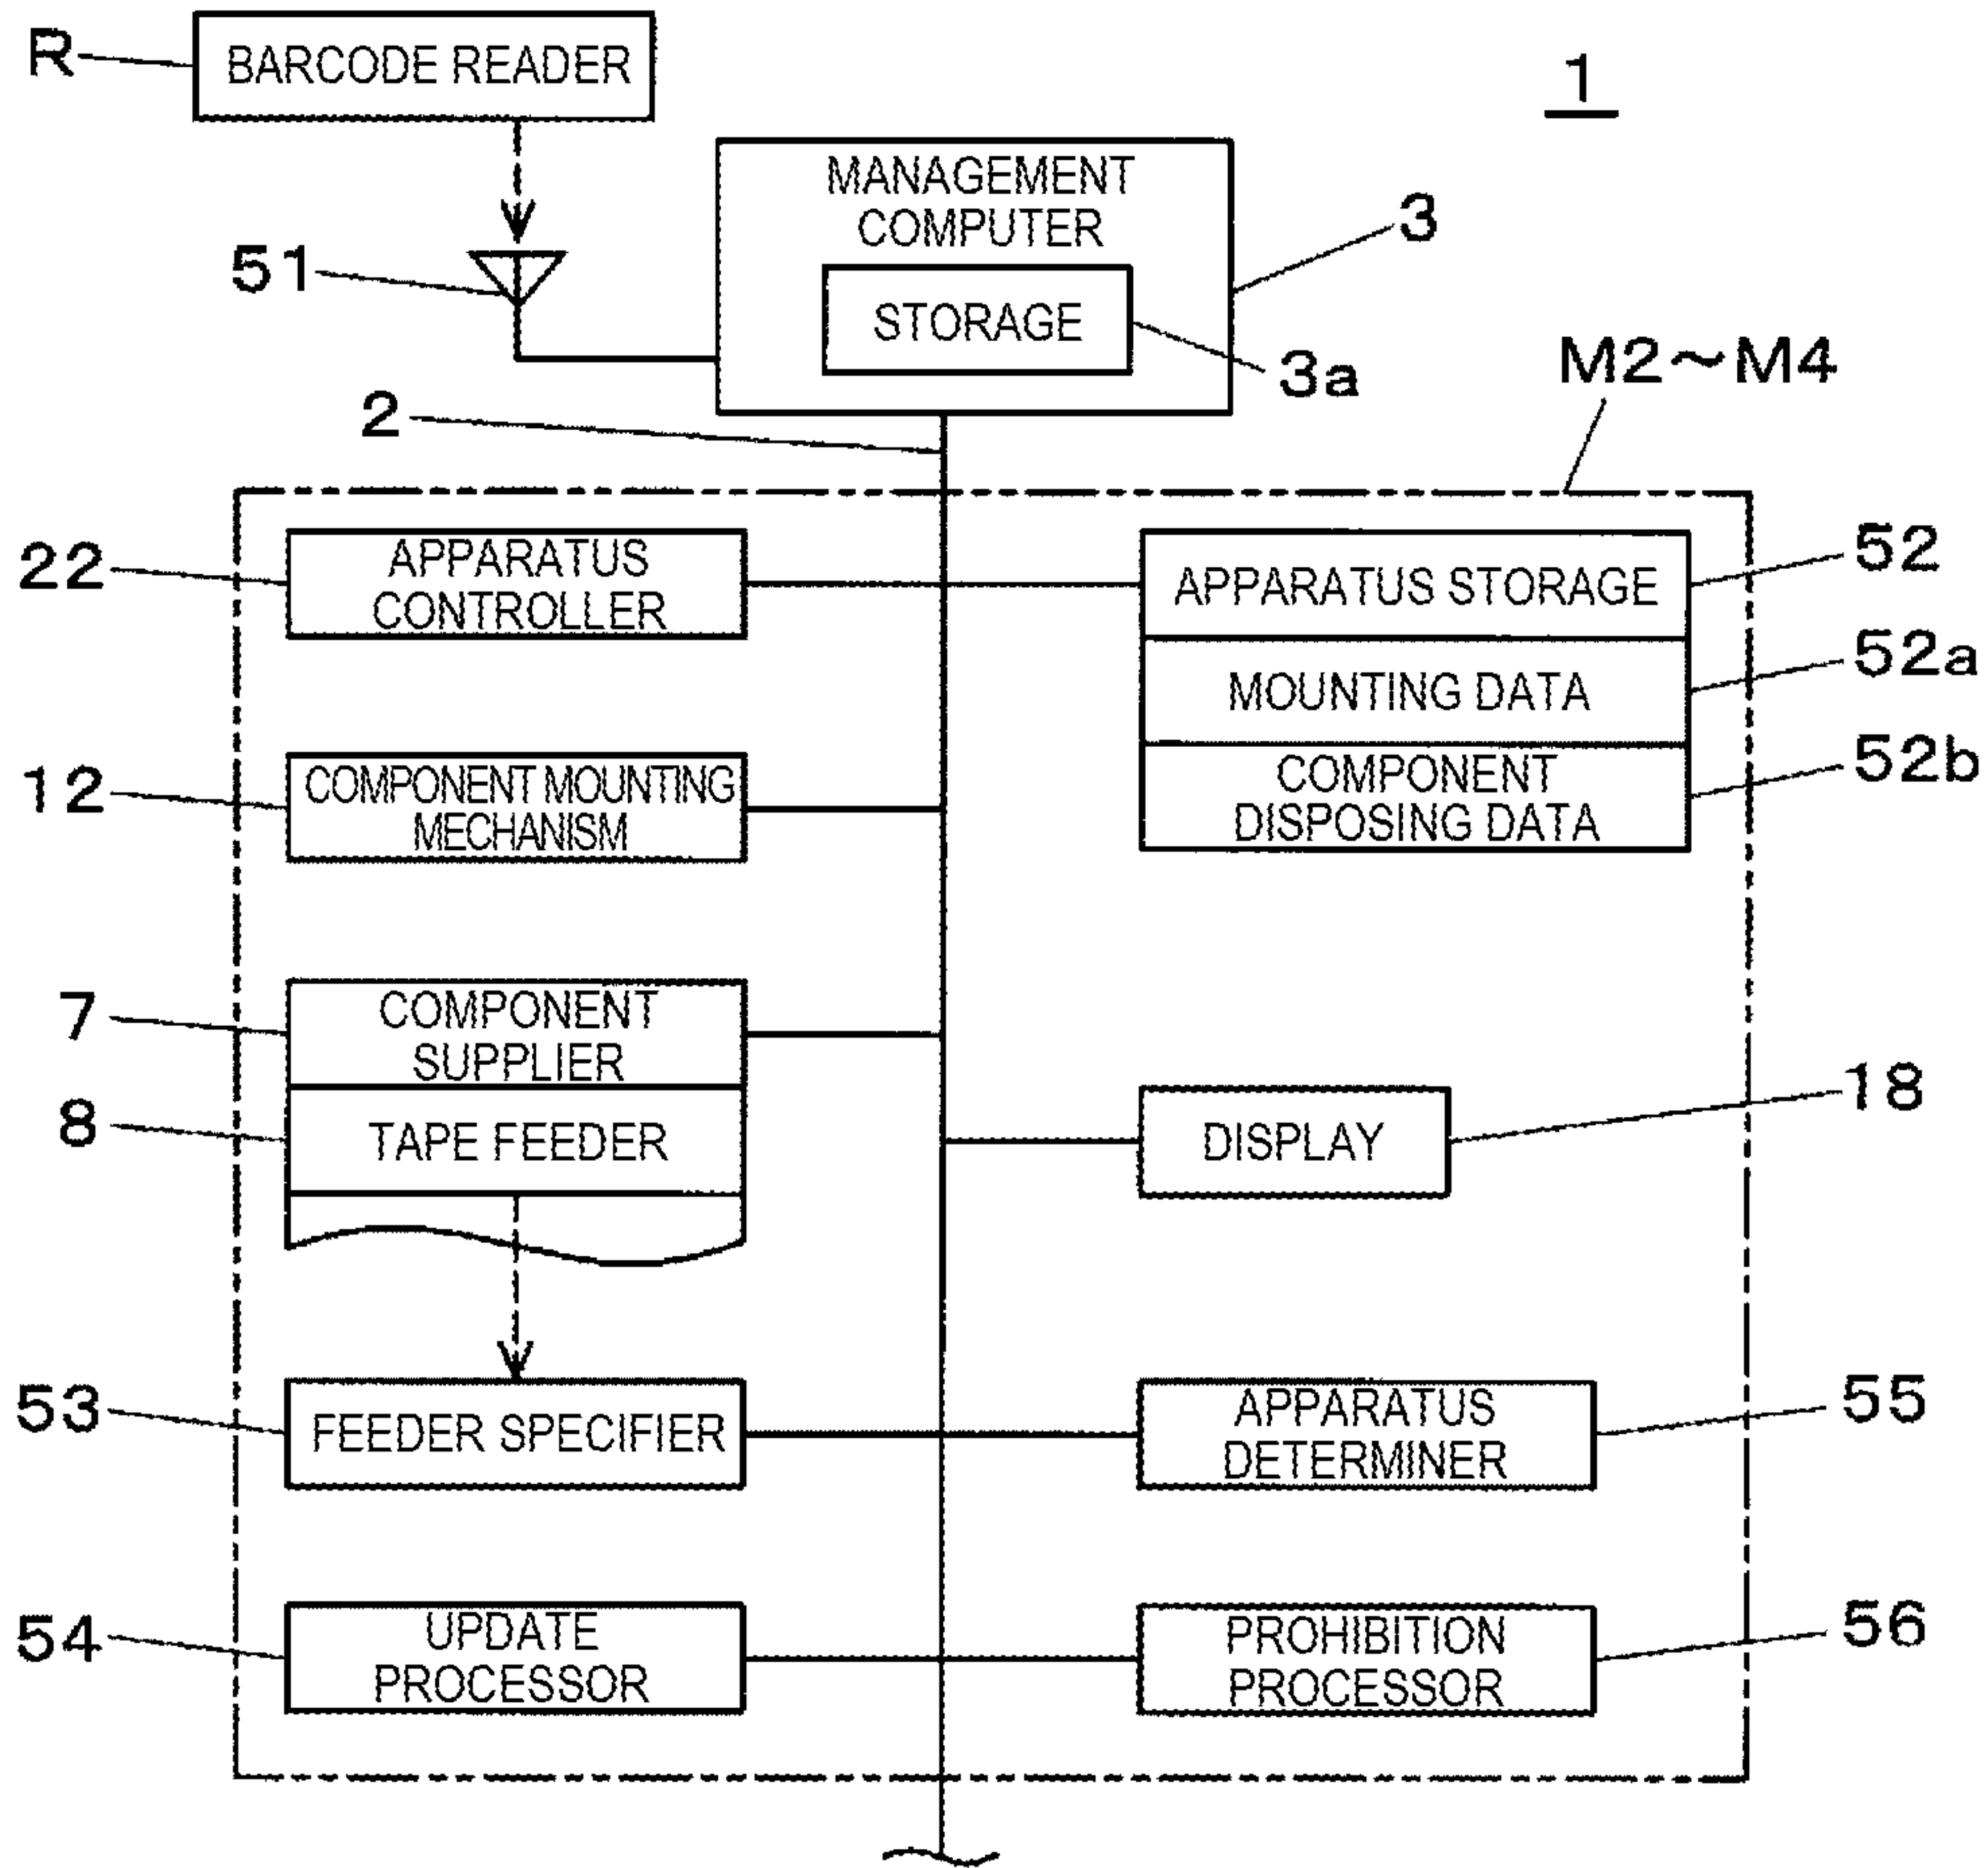 R
BARCODE READER
1
MANAGEMENT
COMPUTER
3
51
STORAGE
3a
M2～M4
2
22
APPARATUS
CONTROLLER
APPARATUS STORAGE
52
MOUNTING DATA
52a
12
COMPONENT MOUNTING
MECHANISM
COMPONENT
DISPOSING DATA
52b
7
COMPONENT
SUPPLIER
8
TAPE FEEDER
DISPLAY
18
53
FEEDER SPECIFIER
APPARATUS
DETERMINER
55
54
UPDATE
PROCESSOR
PROHIBITION
PROCESSOR
56